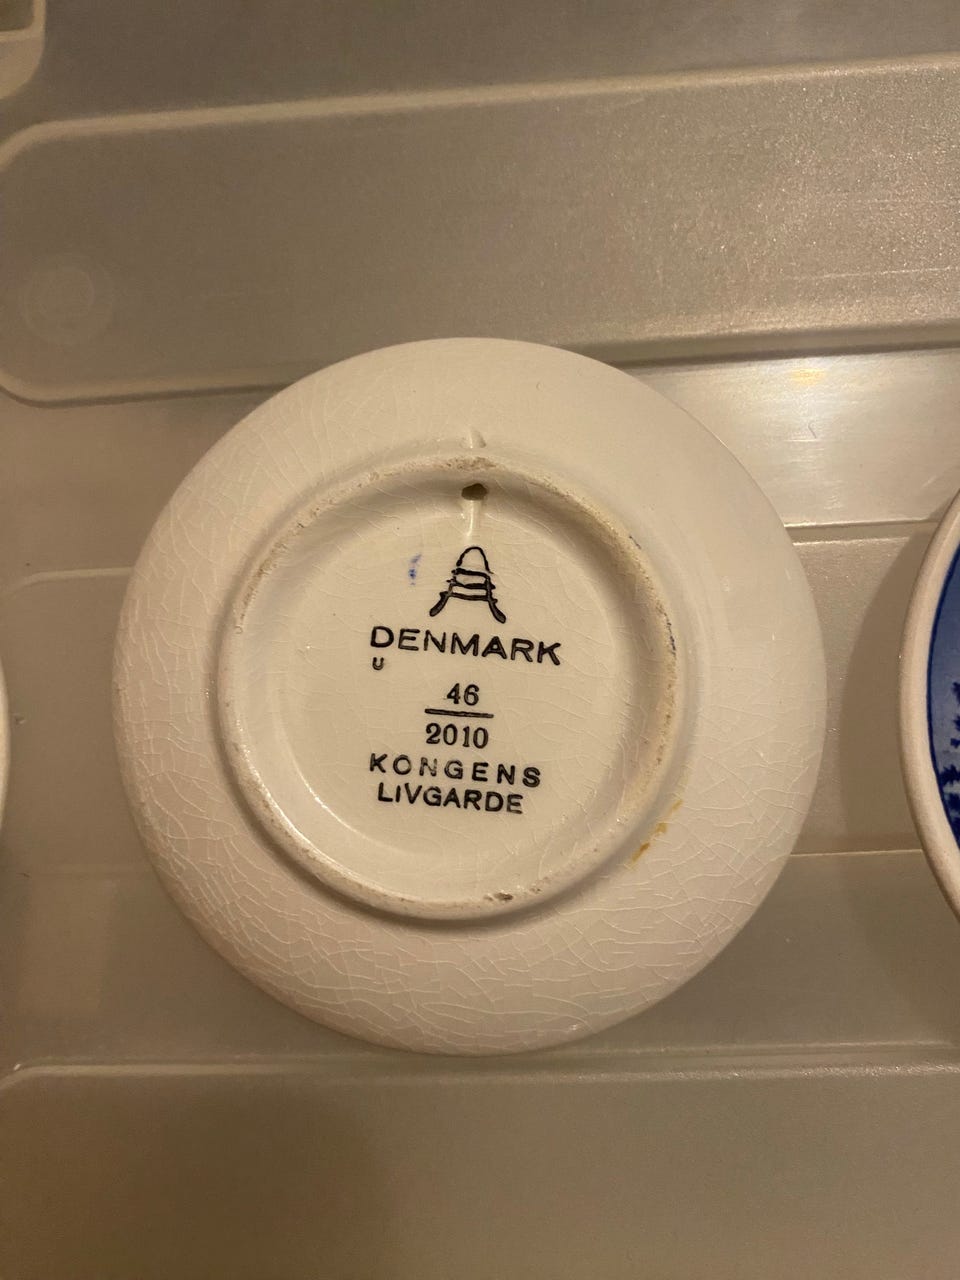 DENMARK
U
46
2010
KONGENS
LIVGARDE